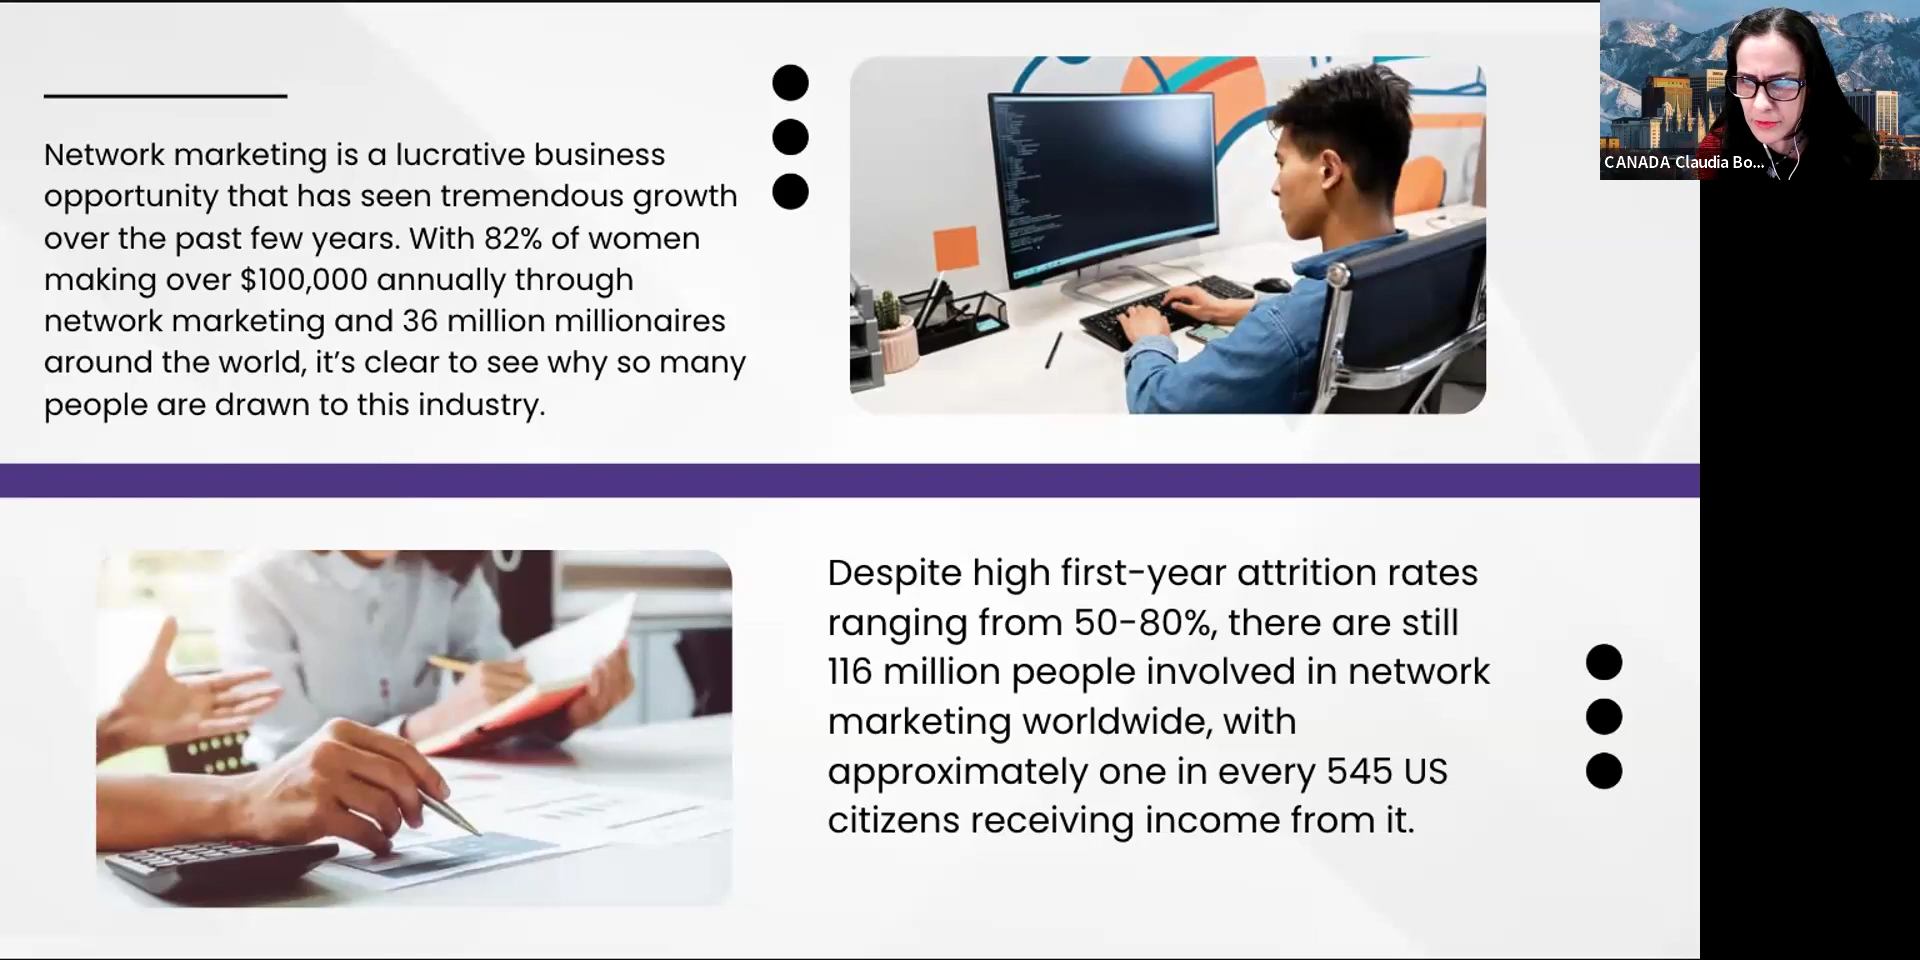 Network marketing is a lucrative business
opportunity that has seen tremendous growth
over the past few years. With 82% of women
making over $100,000 annually through
network marketing and 36 million millionaires
around the world, it's clear to see why so many
people are drawn to this industry.
Despite high first-year attrition rates
ranging from 50-80%, there are still
116 million people involved in network
marketing worldwide, with
approximately one in every 545 US
citizens receiving income from it.
CANADA Claudia Bo...